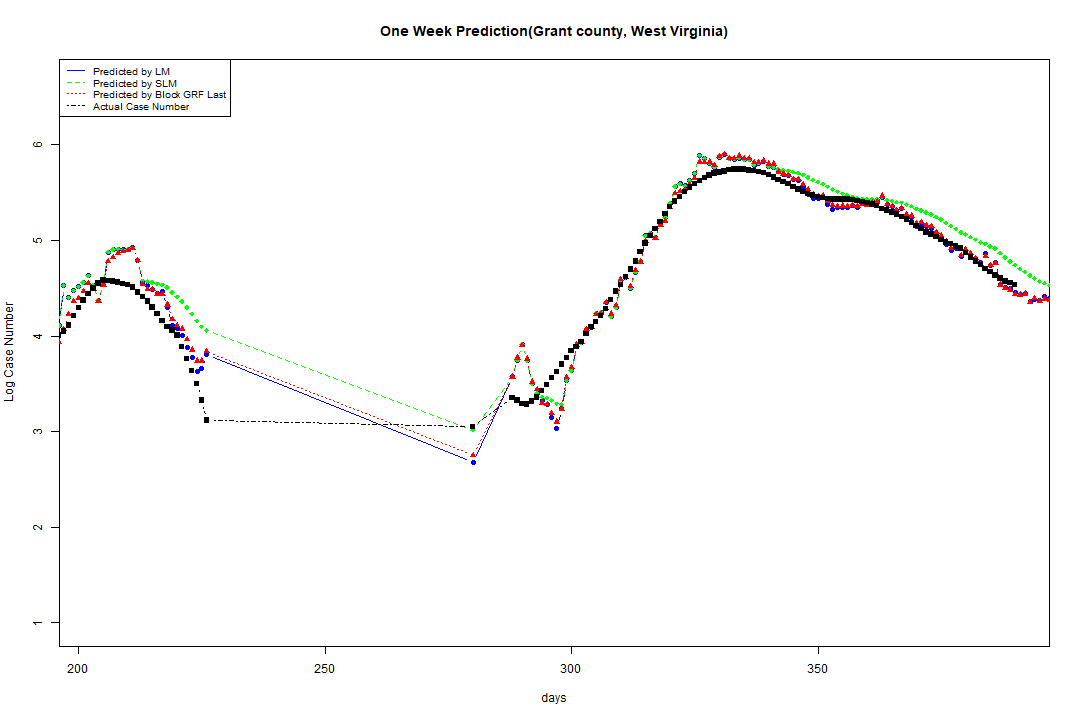 One Week Prediction(Grant county, West Virginia)
Predicted by LM
Predicted by SLM
Predicted by Block GRF Last
Actual Case Number
6
5
4
3
2
1
Log Case Number
200 250 300 350
days